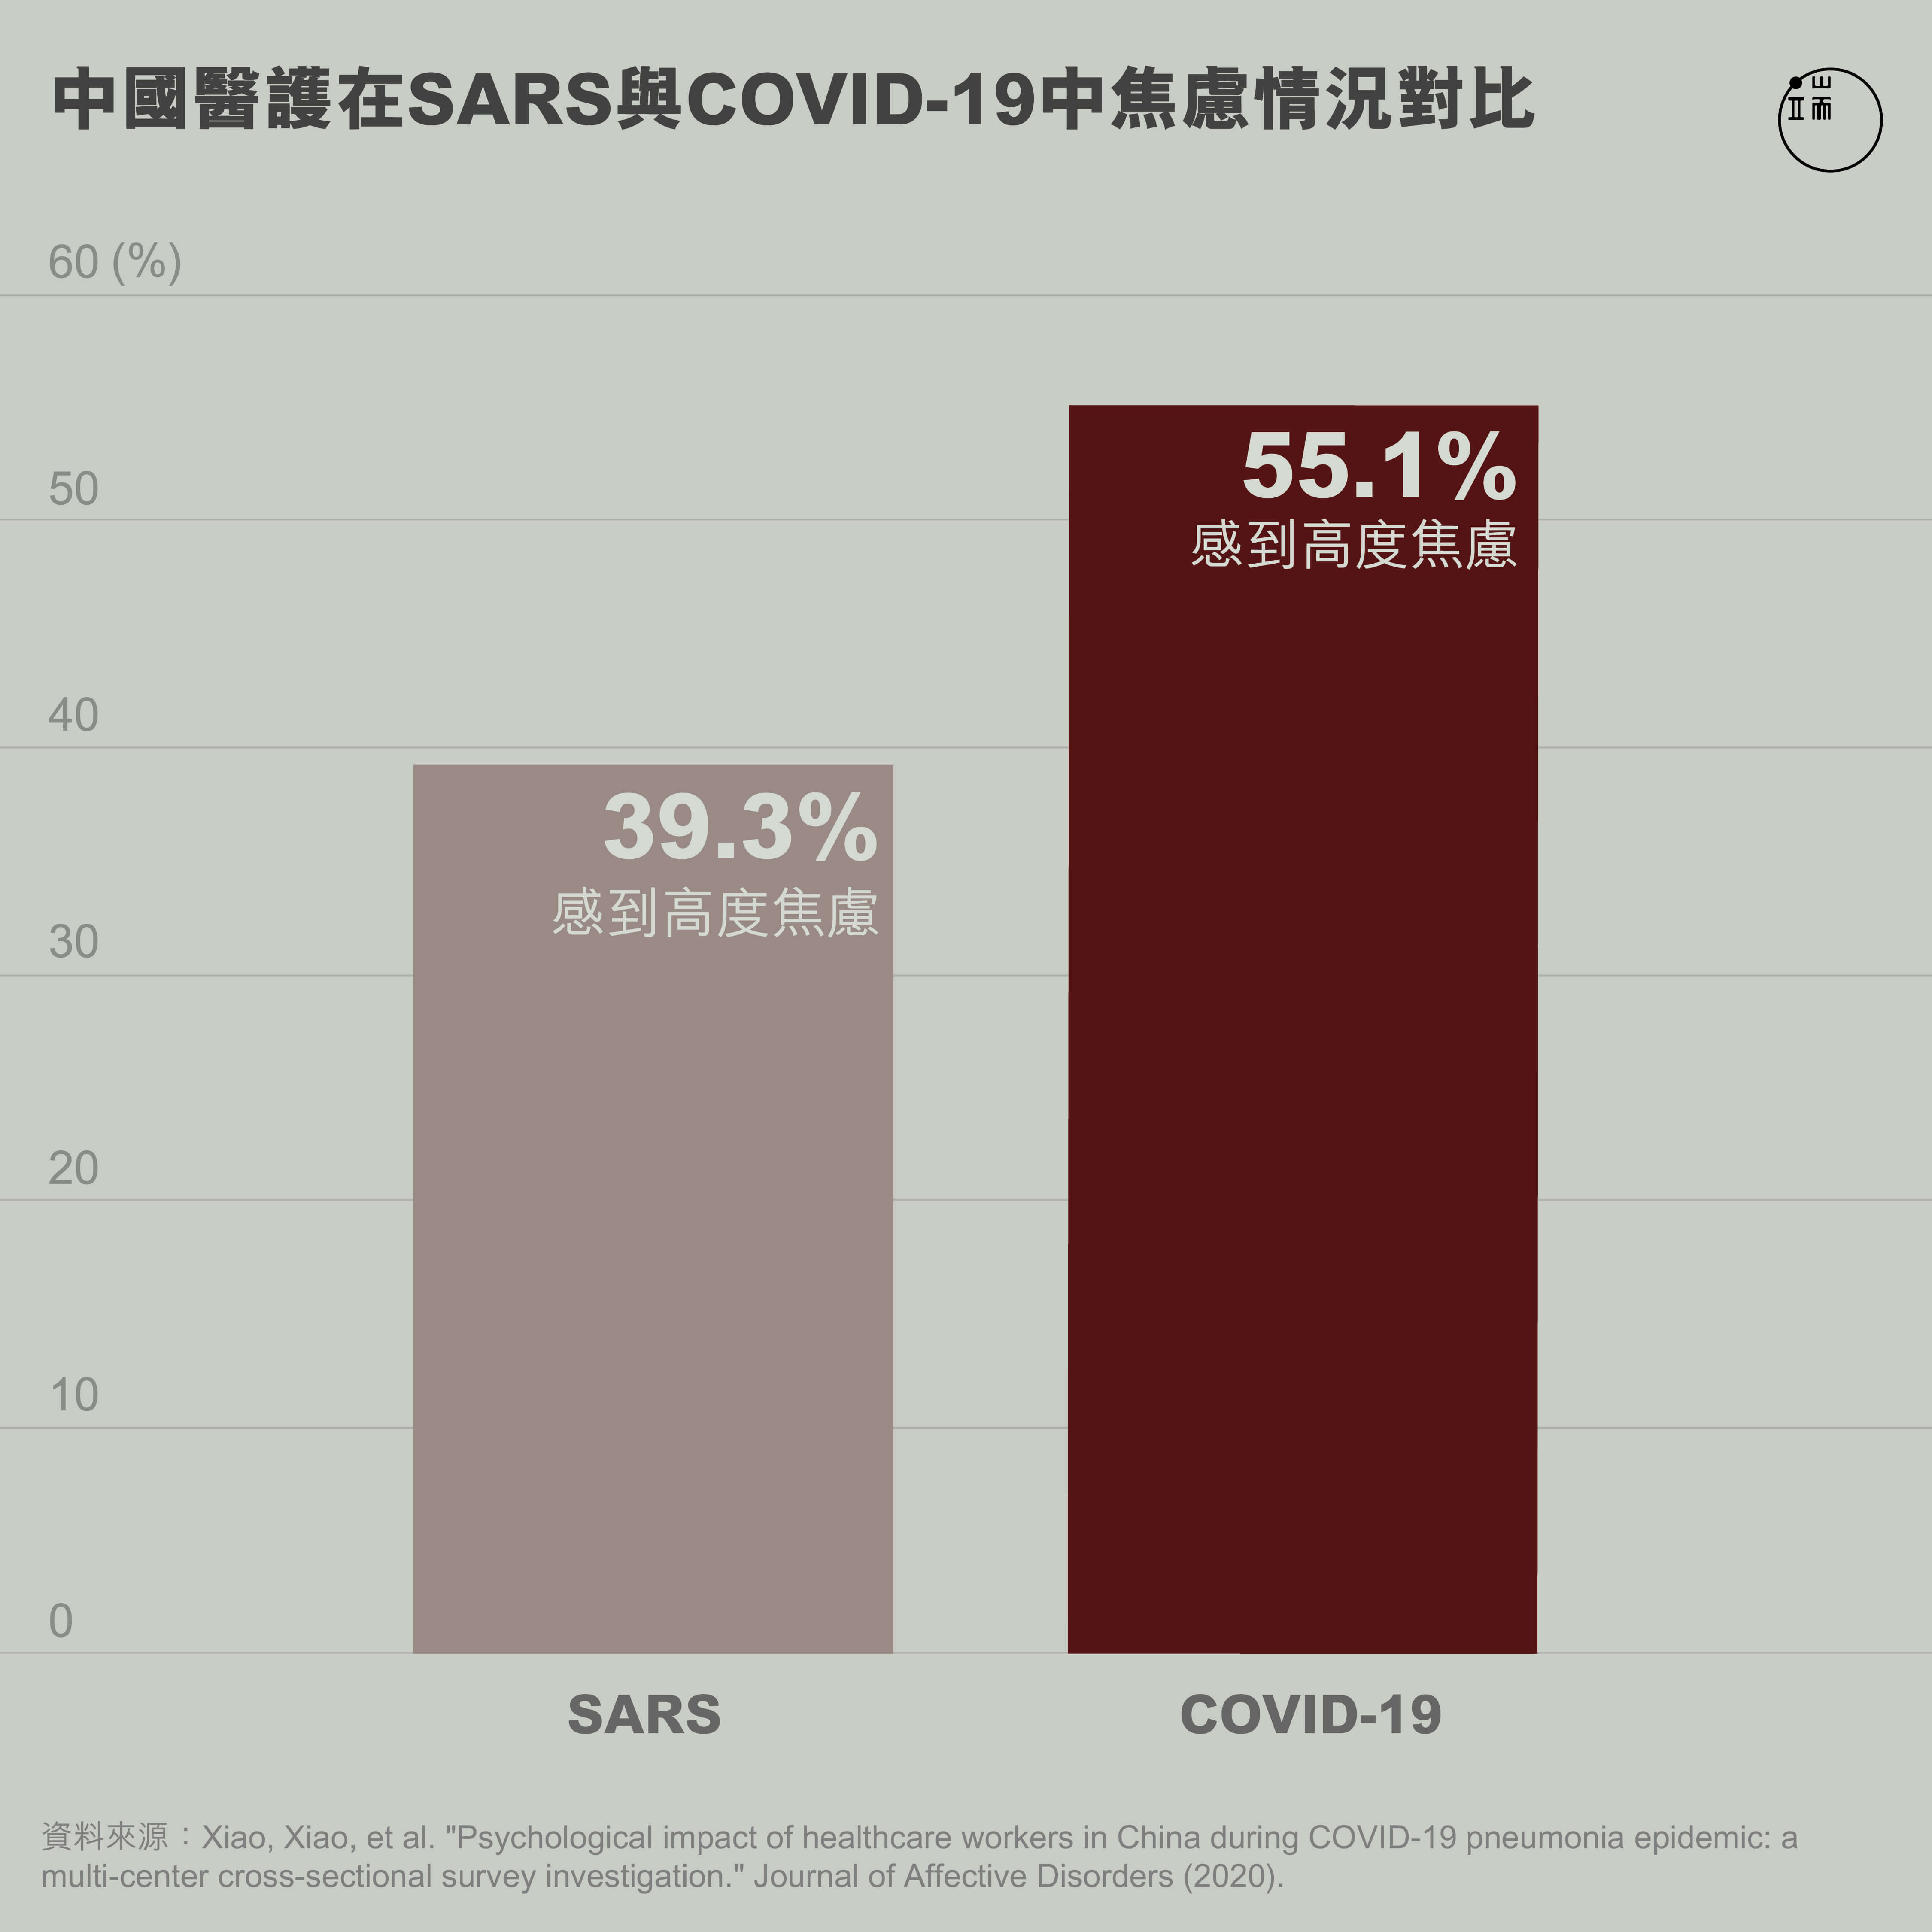 中國醫護在SARS與COVID-19中焦慮情況對比
端
60 (%)
50
40
30
20
10
0
55.1%
感到高度焦慮
39.3%
感到高度焦慮
SARS
COVID-19
資料來源：Xiao, Xiao, et al. "Psychological impact of healthcare workers in China during COVID-19 pneumonia epidemic: a
multi-center cross-sectional survey investigation." Journal of Affective Disorders (2020).